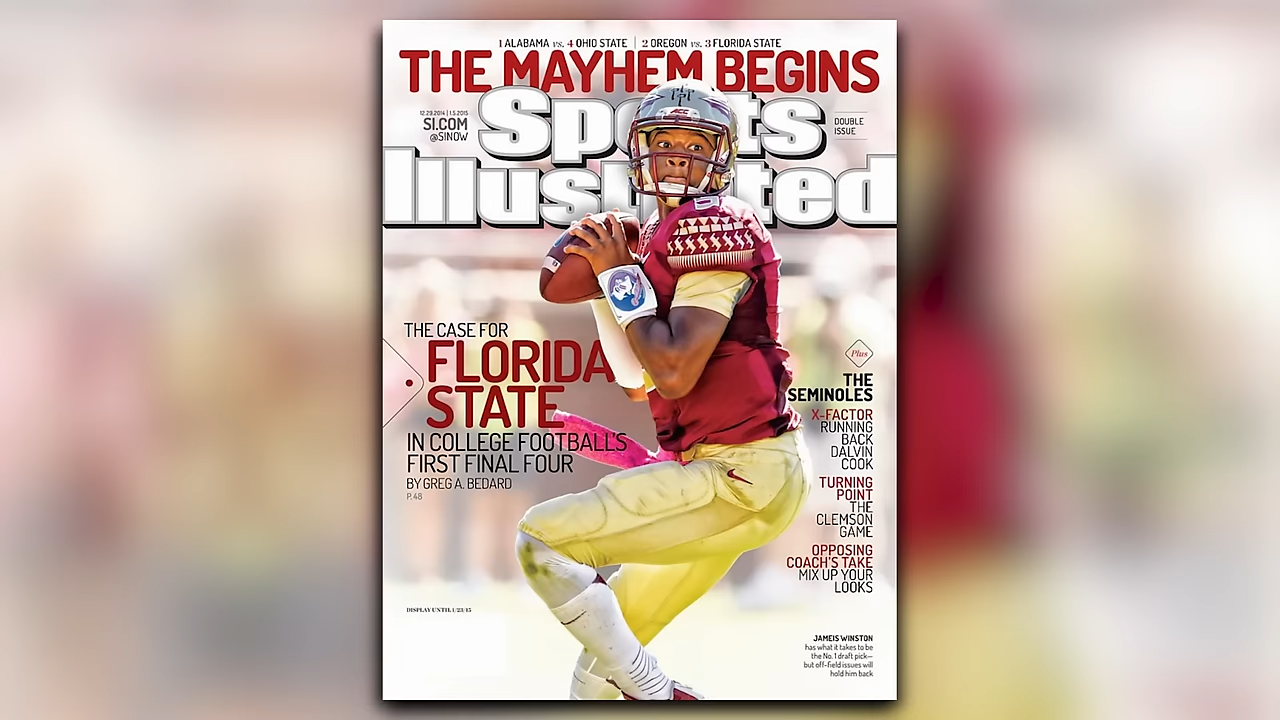 1 ALABAMA vs. 4 OHIO STATE | 2 OREGON vs. 3 FLORIDA STATE
THE MAYHEM BEGINS
12.29.2014 | 1.5.2015
SI.COM
@SINOW
Sports
Illustrated
DOUBLE
ISSUE
ACC
THE CASE FOR
FLORIDA
STATE
IN COLLEGE FOOTBALL'S
FIRST FINAL FOUR
BY GREG A. BEDARD
P.48
Plus
THE
SEMINOLES
X-FACTOR
RUNNING
BACK
DALVIN
COOK
TURNING
POINT
THE
CLEMSON
GAME
OPPOSING
COACH'S TAKE
MIX UP YOUR
LOOKS
DISPLAY UNTIL 1/23/15
JAMEIS WINSTON
has what it takes to be
the No. 1 draft pick—
but off-field issues will
hold him back